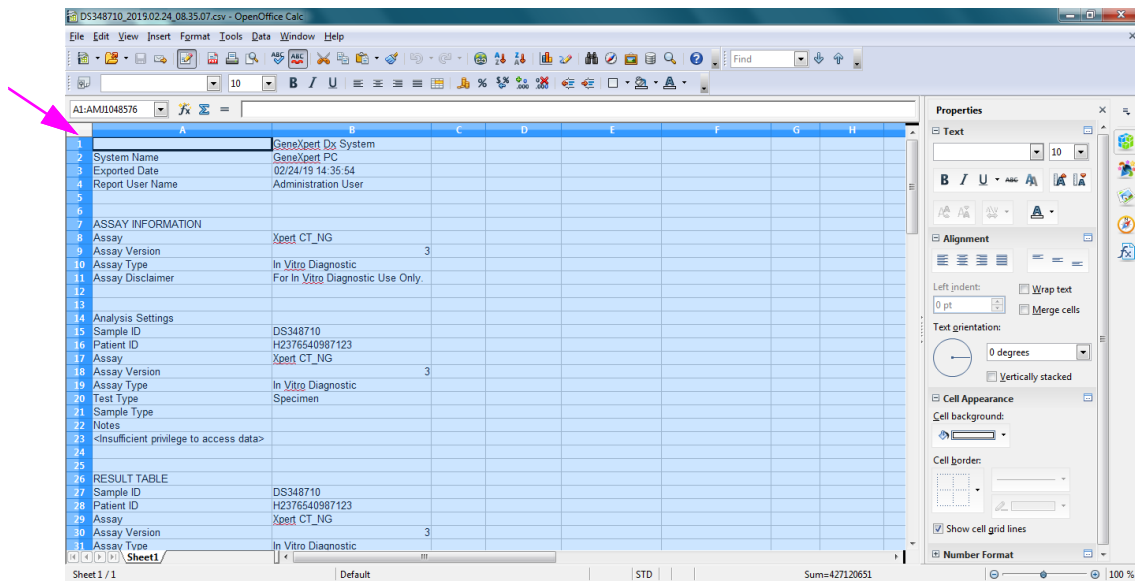 DS348710_2019.02.24_08.35.07.csv - OpenOffice Calc
File Edit View Insert Format Tools Data Window Help
Find
10 B I U
A1:AMJ1048576
A B C D E F G H
1 GeneXpert Dx System
2 System Name GeneXpert PC
3 Exported Date 02/24/19 14:35:54
4 Report User Name Administration User
5
6
7 ASSAY INFORMATION
8 Assay Xpert CT_NG
9 Assay Version 3
10 Assay Type In Vitro Diagnostic
11 Assay Disclaimer For In Vitro Diagnostic Use Only.
12
13
14 Analysis Settings
15 Sample ID DS348710
16 Patient ID H2376540987123
17 Assay Xpert CT_NG
18 Assay Version 3
19 Assay Type In Vitro Diagnostic
20 Test Type Specimen
21 Sample Type
22 Notes
23 <Insufficient privilege to access data>
24
25
26 RESULT TABLE
27 Sample ID DS348710
28 Patient ID H2376540987123
29 Assay Xpert CT_NG
30 Assay Version 3
31 Assay Type In Vitro Diagnostic
Sheet1
Sheet 1 / 1 Default STD Sum=427120651 100 %
Properties
Text
10
B I U ABC
Alignment
Left indent:
Wrap text
0 pt
Merge cells
Text orientation:
0 degrees
Vertically stacked
Cell Appearance
Cell background:
Cell border:
Show cell grid lines
Number Format